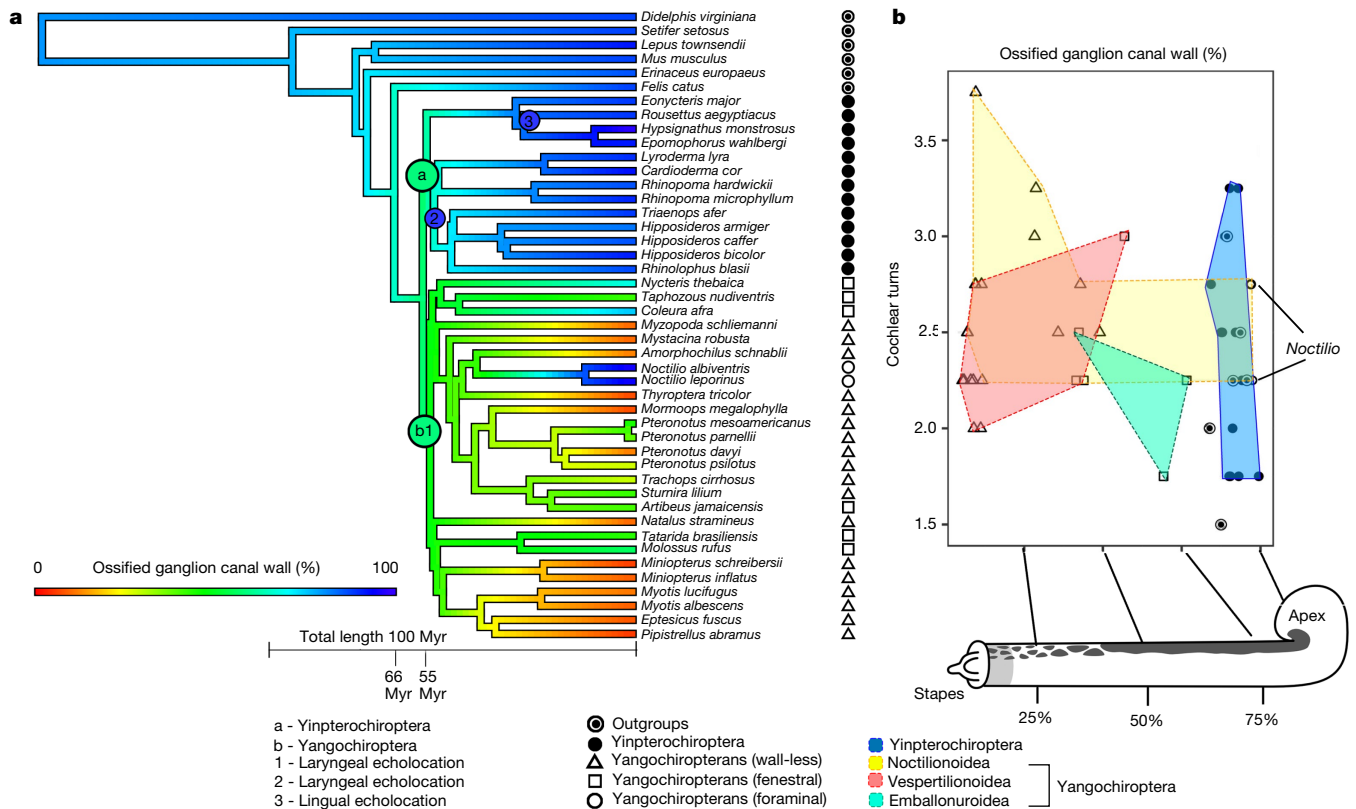 a
Didelphis virginiana
Setifer setosus
Lepus townsendii
Mus musculus
Erinaceus europaeus
Felis catus
Eonycteris major
Rousettus aegyptiacus
Hypsignathus monstrosus
Epomophorus wahlbergi
Lyroderma lyra
Cardioderma cor
Rhinopoma hardwickii
Rhinopoma microphyllum
Triaenops afer
Hipposideros armiger
Hipposideros caffer
Hipposideros bicolor
Rhinolophus blasii
Nycteris thebaica
Taphozous nudiventris
Coleura afra
Myzopoda schliemanni
Mystacina robusta
Amorphochilus schnablii
Noctilio albiventris
Noctilio leporinus
Thyroptera tricolor
Mormoops megalophylla
Pteronotus mesoamericanus
Pteronotus parnellii
Pteronotus davyi
Pteronotus psilotus
Trachops cirrhosus
Sturnira lilium
Artibeus jamaicensis
Natalus stramineus
Tatarida brasiliensis
Molossus rufus
Miniopterus schreibersii
Miniopterus inflatus
Myotis lucifugus
Myotis albescens
Eptesicus fuscus
Pipistrellus abramus
3
a
2
b1
0 Ossified ganglion canal wall (%) 100
Total length 100 Myr
66 Myr
55 Myr
a - Yinpterochiroptera
b - Yangochiroptera
1 - Laryngeal echolocation
2 - Laryngeal echolocation
3 - Lingual echolocation
Outgroups
Yinpterochiroptera
Yangochiropterans (wall-less)
Yangochiropterans (fenestral)
Yangochiropterans (foraminal)
b
Ossified ganglion canal wall (%)
Cochlear turns
3.5
3.0
2.5
2.0
1.5
Noctilio
Apex
Stapes
25%
50%
75%
Yinpterochiroptera
Noctilionoidea
Vespertilionoidea
Emballonuroidea
Yangochiroptera